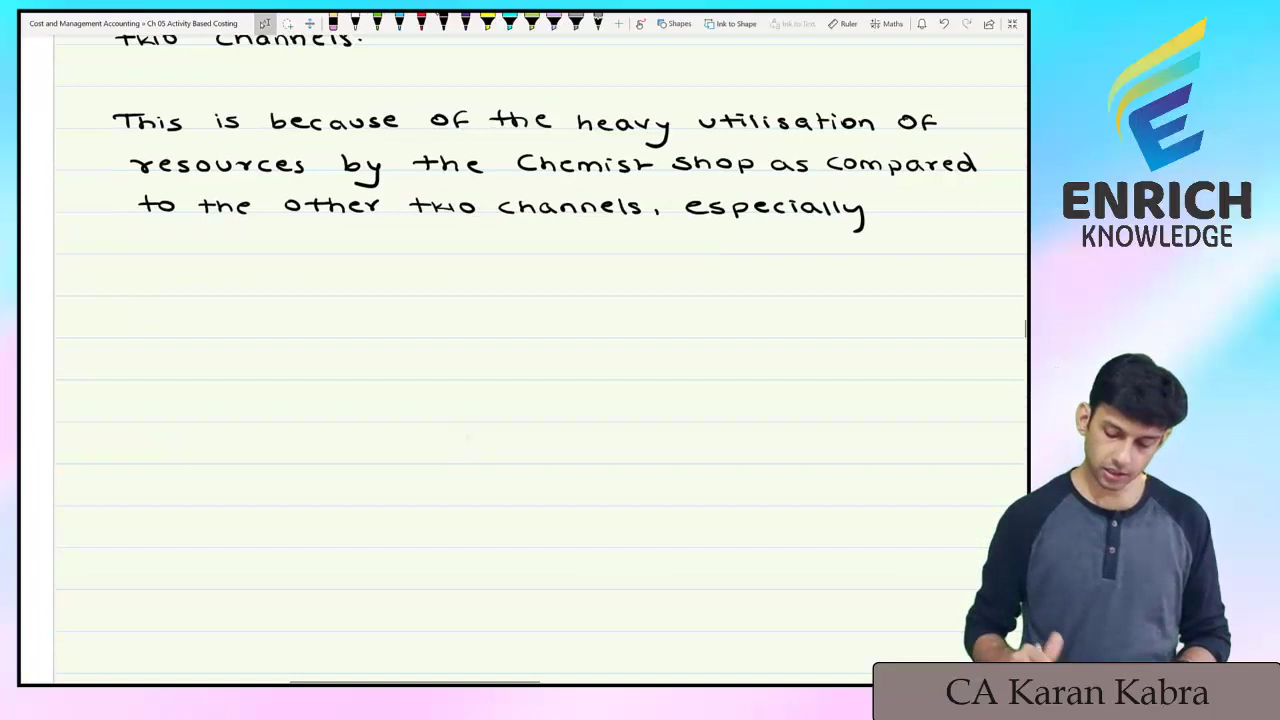 Cost and Management Accounting » Ch 05 Activity Based Costing
Shapes
Ink to Shape
Ink to Text
Ruler
Maths
two channels.
This is because of the heavy utilisation of
resources by the Chemist shop as compared
to the other two channels, especially
ENRICH
KNOWLEDGE
CA Karan Kabra